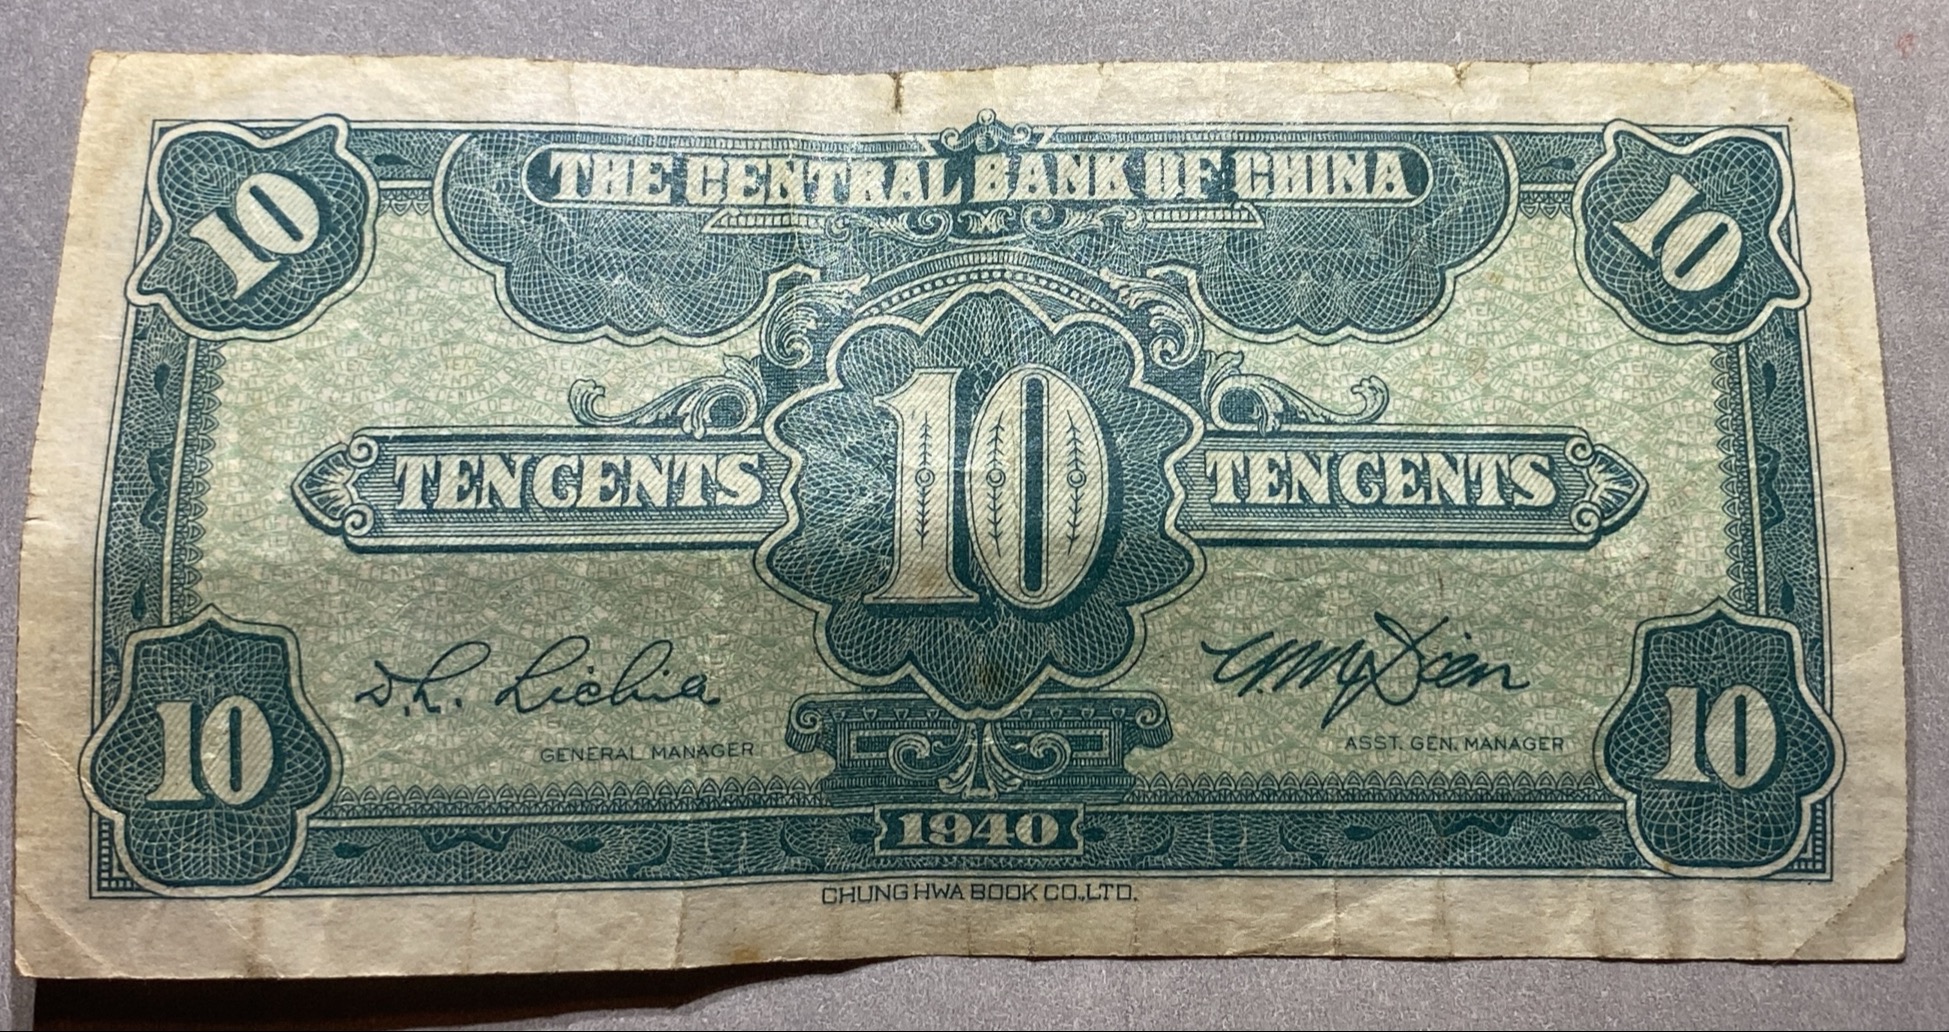 10 THE CENTRAL BANK OF CHINA 10
TEN CENTS 10 TEN CENTS
GENERAL MANAGER ASST. GEN. MANAGER
10 1940 10
CHUNG HWA BOOK CO., LTD.